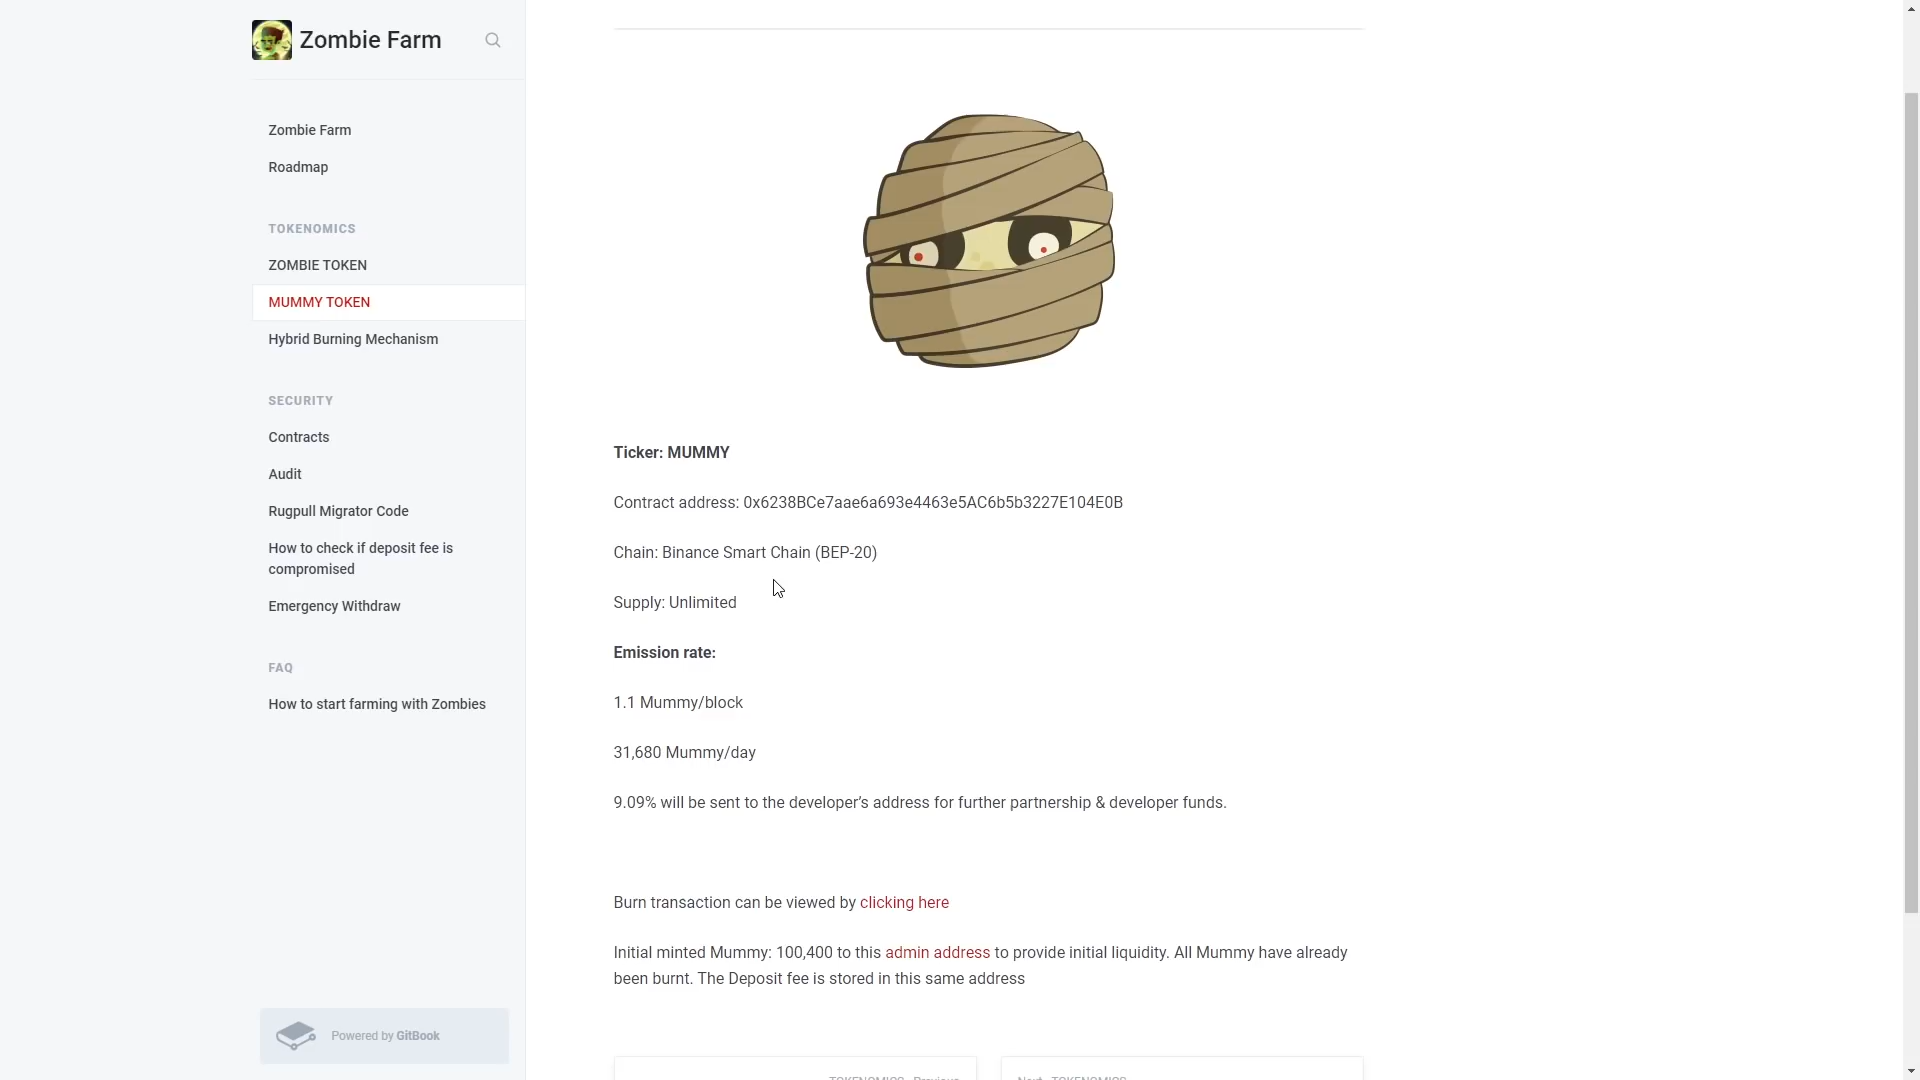 Zombie Farm
Zombie Farm
Roadmap
TOKENOMICS
ZOMBIE TOKEN
MUMMY TOKEN
Hybrid Burning Mechanism
SECURITY
Contracts
Audit
Rugpull Migrator Code
How to check if deposit fee is
compromised
Emergency Withdraw
FAQ
How to start farming with Zombies
Powered by GitBook
Ticker: MUMMY
Contract address: 0x6238BCe7aae6a693e4463e5AC6b5b3227E104E0B
Chain: Binance Smart Chain (BEP-20)
Supply: Unlimited
Emission rate:
1.1 Mummy/block
31,680 Mummy/day
9.09% will be sent to the developer’s address for further partnership & developer funds.
Burn transaction can be viewed by clicking here
Initial minted Mummy: 100,400 to this admin address to provide initial liquidity. All Mummy have already
been burnt. The Deposit fee is stored in this same address
TOKENOMICS - Previous
Next - TOKENOMICS